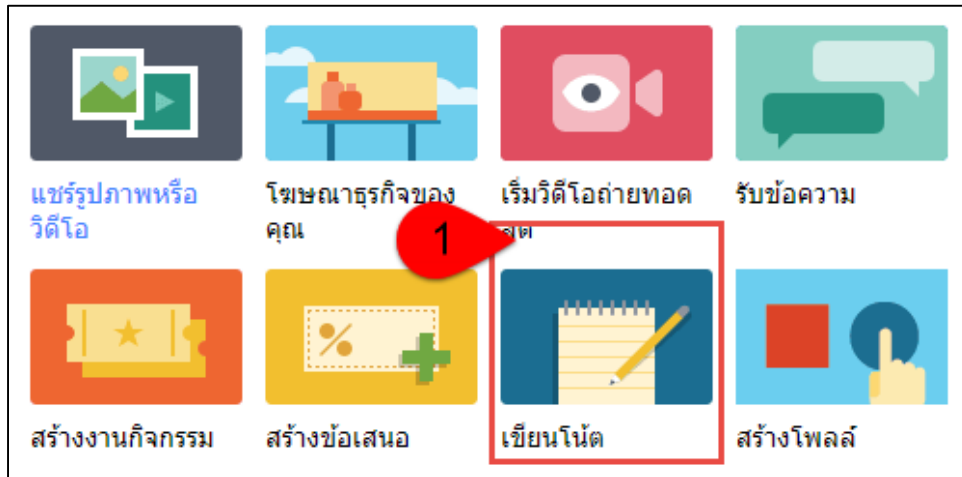 แชร์รูปภาพหรือ
วิดีโอ
โฆษณาธุรกิจของ
คุณ
เริ่มวิดีโอถ่ายทอด
สด
รับข้อความ
1
%
สร้างงานกิจกรรม
สร้างข้อเสนอ
เขียนโน้ต
สร้างโพลล์